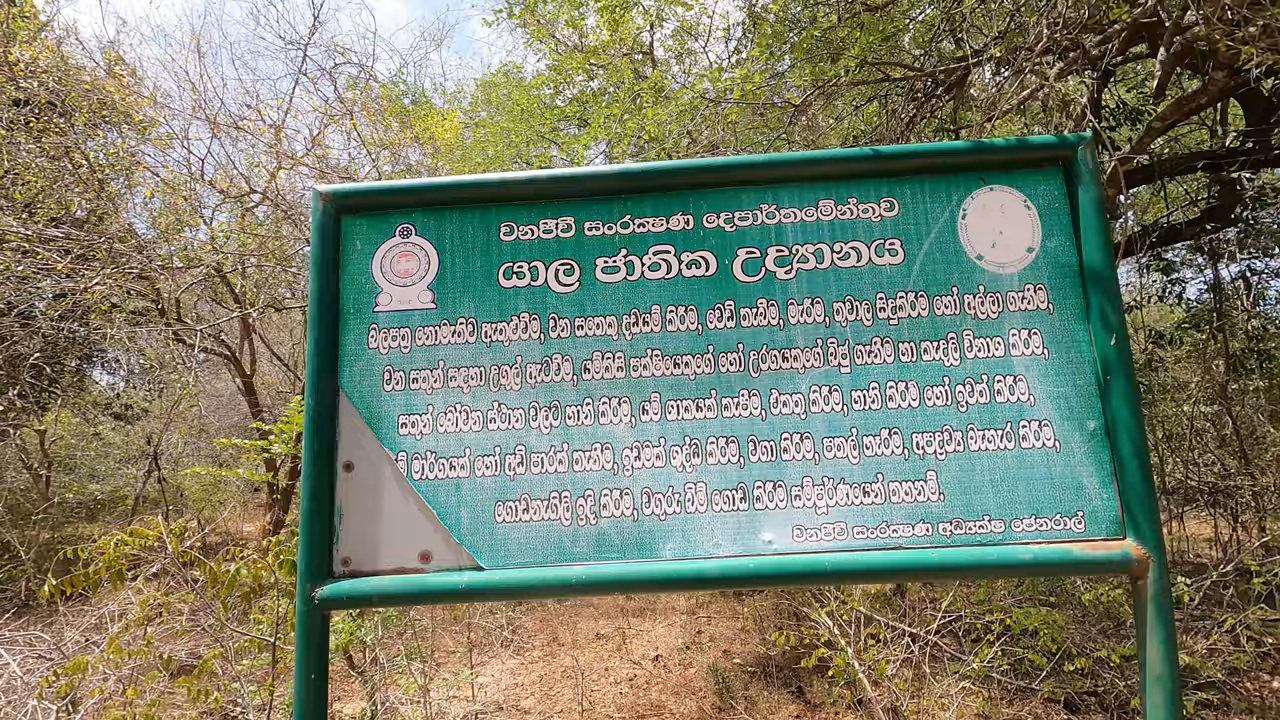 වනජීවී සංරක්‍ෂණ දෙපාර්තමේන්තුව
යාල ජාතික උද්‍යානය
බලපත්‍ර නොමැතිව ඇතුළුවීම, වන සතෙකු දඩයම් කිරීම, වෙඩි තැබීම, මැරීම, තුවාල සිදුකිරීම හෝ අල්ලා ගැනීම,
වන සතුන් සඳහා උගුල් ඇටවීම, යම්කිසි පක්ෂියෙකුගේ හෝ උරගයකුගේ බිජු ගැනීම හා කැදලි විනාශ කිරීම,
සතුන් බෝවන ස්ථාන වලට හානි කිරීම, යම් ශාකයක් කැපීම, එකතු කිරීම, හානි කිරීම හෝ ඉවත් කිරීම,
මාර්ගයක් හෝ අඩි පාරක් තැනීම, ඉඩමක් ශුද්ධ කිරීම, වගා කිරීම, පතල් හෑරීම, අපද්‍රව්‍ය බැහැර කිරීම,
ගොඩනැගිලි ඉදි කිරීම, වගුරු බිම් ගොඩ කිරීම සම්පූර්ණයෙන් තහනම්.
වනජීවී සංරක්‍ෂණ අධ්‍යක්ෂ ජෙනරාල්